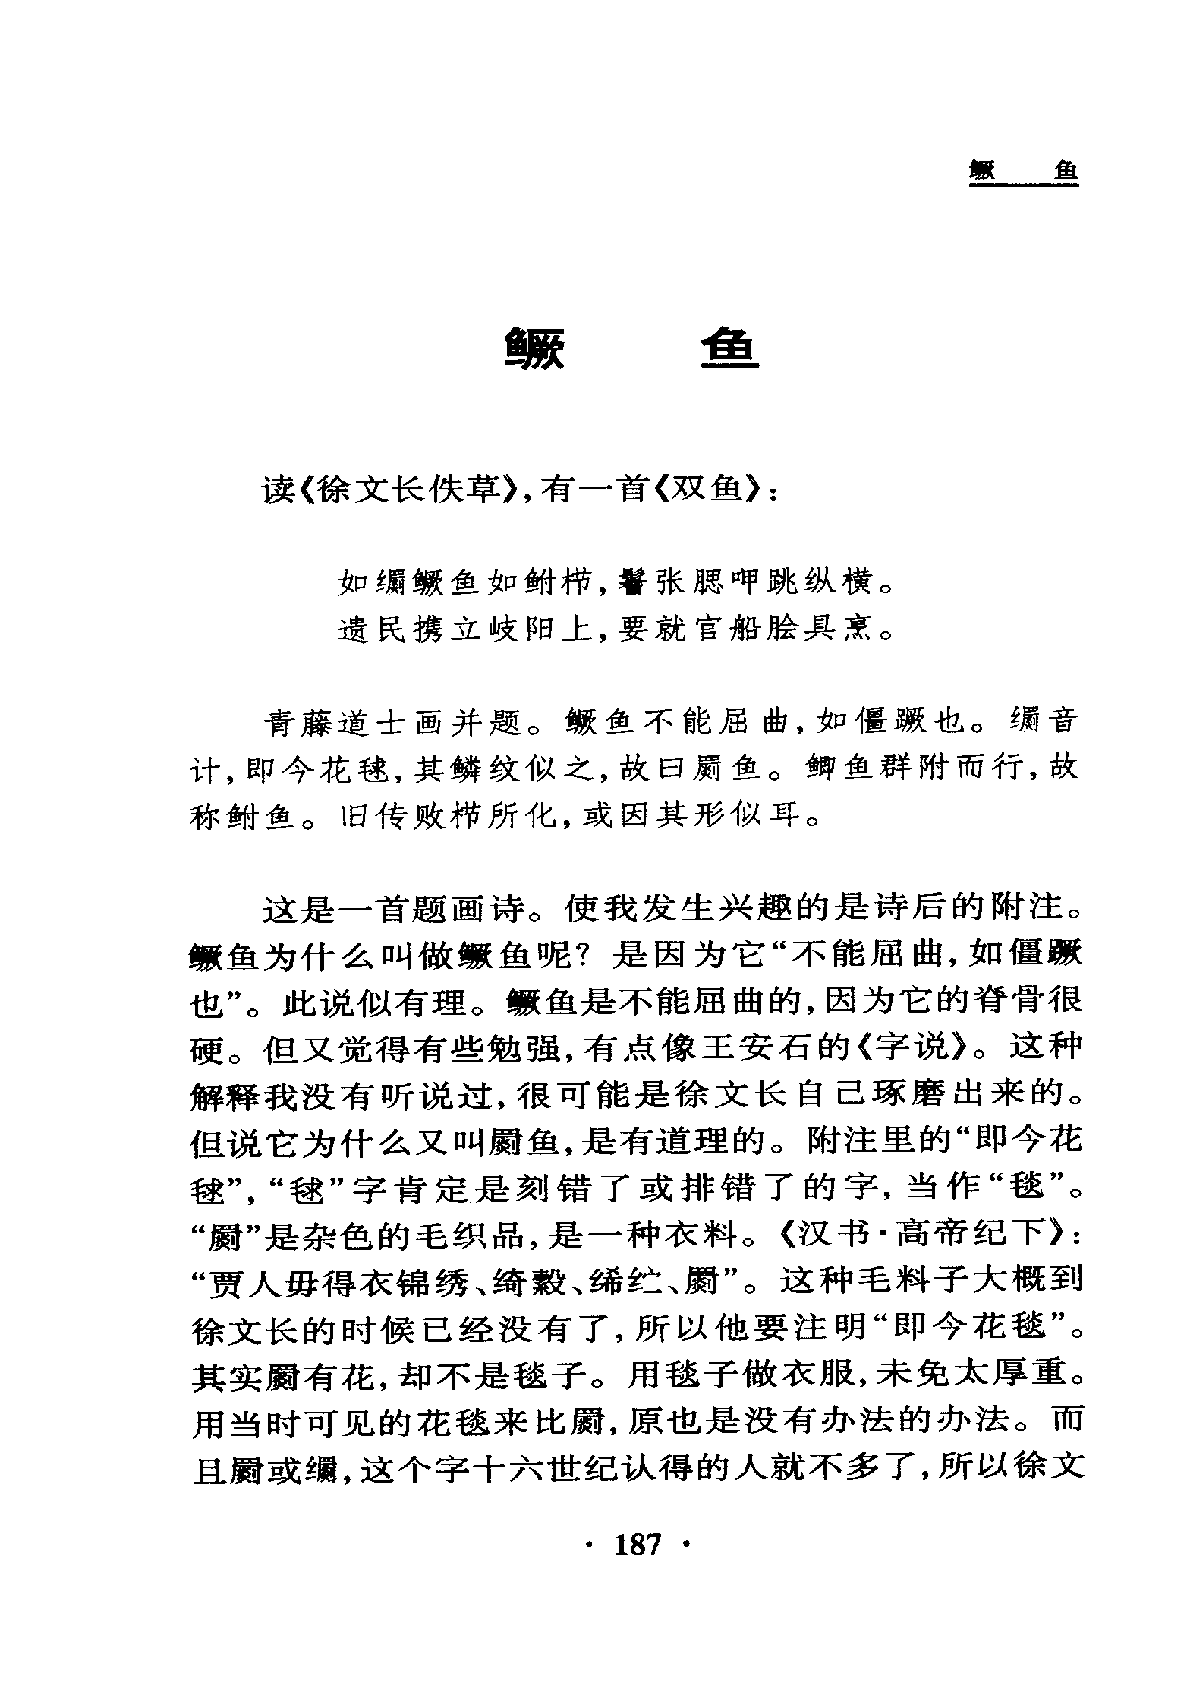 鳜 鱼
鳜 鱼
读《徐文长佚草》，有一首《双鱼》：
如𦈉鳜鱼如鲋栉，鬐张腮呷跳纵横。
遗民携立岐阳上，要就官船脍具烹。
青藤道士画并题。鳜鱼不能屈曲，如僵蹶也。𦈉音
计，即今花毬，其鳞纹似之，故曰罽鱼。鲫鱼群附而行，故
称鲋鱼。旧传败栉所化，或因其形似耳。
这是一首题画诗。使我发生兴趣的是诗后的附注。
鳜鱼为什么叫做鳜鱼呢？是因为它“不能屈曲，如僵蹶
也”。此说似有理。鳜鱼是不能屈曲的，因为它的脊骨很
硬。但又觉得有些勉强，有点像王安石的《字说》。这种
解释我没有听说过，很可能是徐文长自己琢磨出来的。
但说它为什么又叫罽鱼，是有道理的。附注里的“即今花
毬”，“毬”字肯定是刻错了或排错了的字，当作“毯”。
“罽”是杂色的毛织品，是一种衣料。《汉书·高帝纪下》：
“贾人毋得衣锦绣、绮縠、𫄨纻、罽”。这种毛料子大概到
徐文长的时候已经没有了，所以他要注明“即今花毯”。
其实罽有花，却不是毯子。用毯子做衣服，未免太厚重。
用当时可见的花毯来比罽，原也是没有办法的办法。而
且罽或𦈉，这个字十六世纪认得的人就不多了，所以徐文
· 187 ·